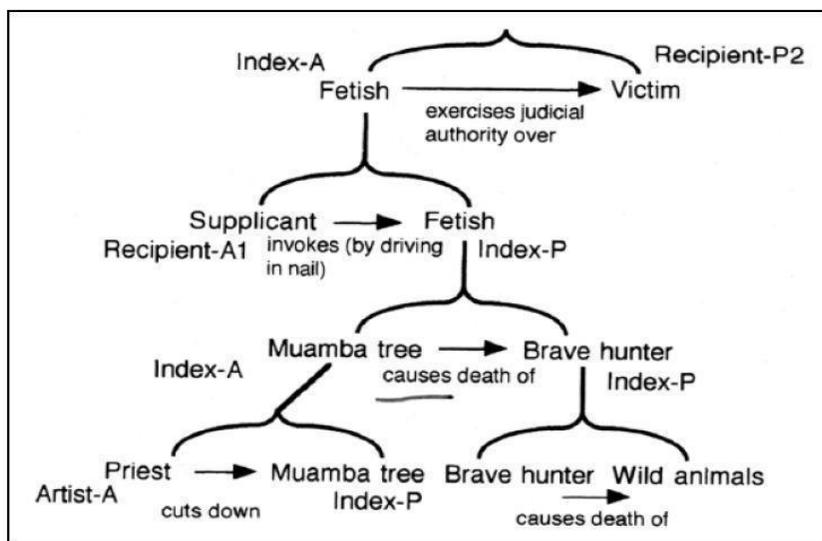 Index-A
Recipient-P2
Fetish
Victim
exercises judicial
authority over
Supplicant
Fetish
Recipient-A1
invokes (by driving
in nail)
Index-P
Muamba tree
Brave hunter
Index-A
causes death of
Index-P
Priest
Muamba tree
Brave hunter
Wild animals
Artist-A
cuts down
Index-P
causes death of